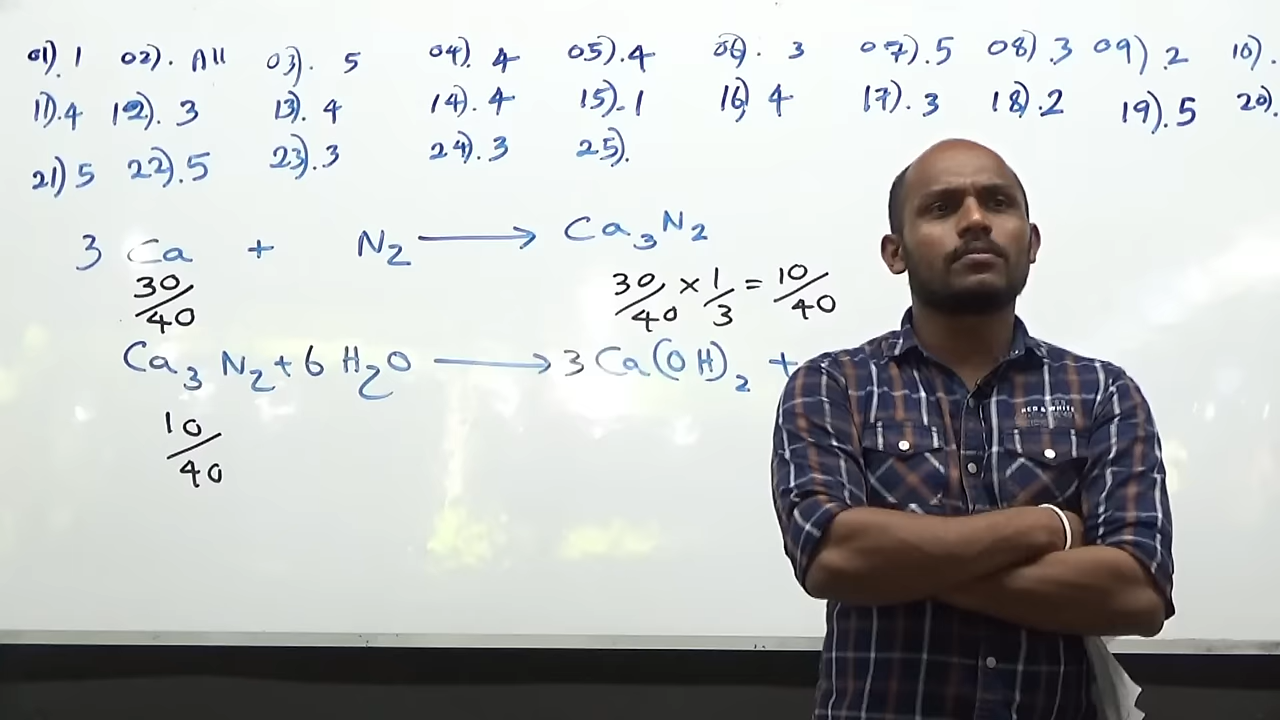 01). 1 02). All 03). 5 04). 4 05). 4 06). 3 07). 5 08) .3 09) .2 10).
11). 4 12). 3 13). 4 14). 4 15). 1 16) 4 17). 3 18). 2 19). 5 20).
21) 5 22). 5 23). 3 24). 3 25).
3 Ca + N₂ ⟶ Ca₃N₂
30/40 30/40 × 1/3 = 10/40
Ca₃N₂ + 6 H₂O ⟶ 3 Ca(OH)₂ +
10/40
RED & WHITE